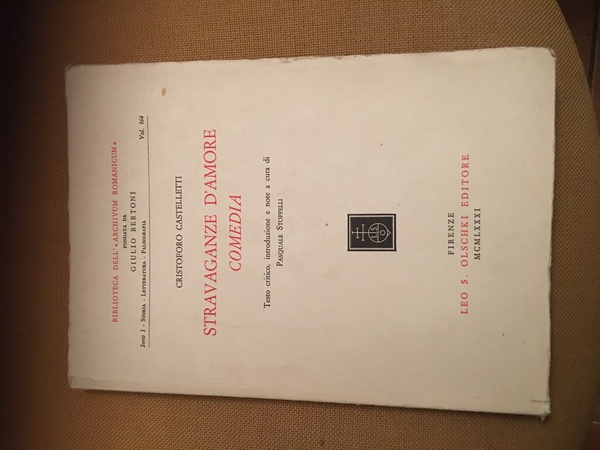 BIBLIOTECA DELL'«ARCHIVUM ROMANICUM»
FONDATA DA
GIULIO BERTONI
Serie I - Storia - Letteratura - Paleografia Vol. 164
CRISTOFORO CASTELLETTI
STRAVAGANZE D'AMORE
COMEDIA
Testo critico, introduzione e note a cura di
Pasquale Stoppelli
FIRENZE
LEO S. OLSCHKI EDITORE
MCMLXXXI